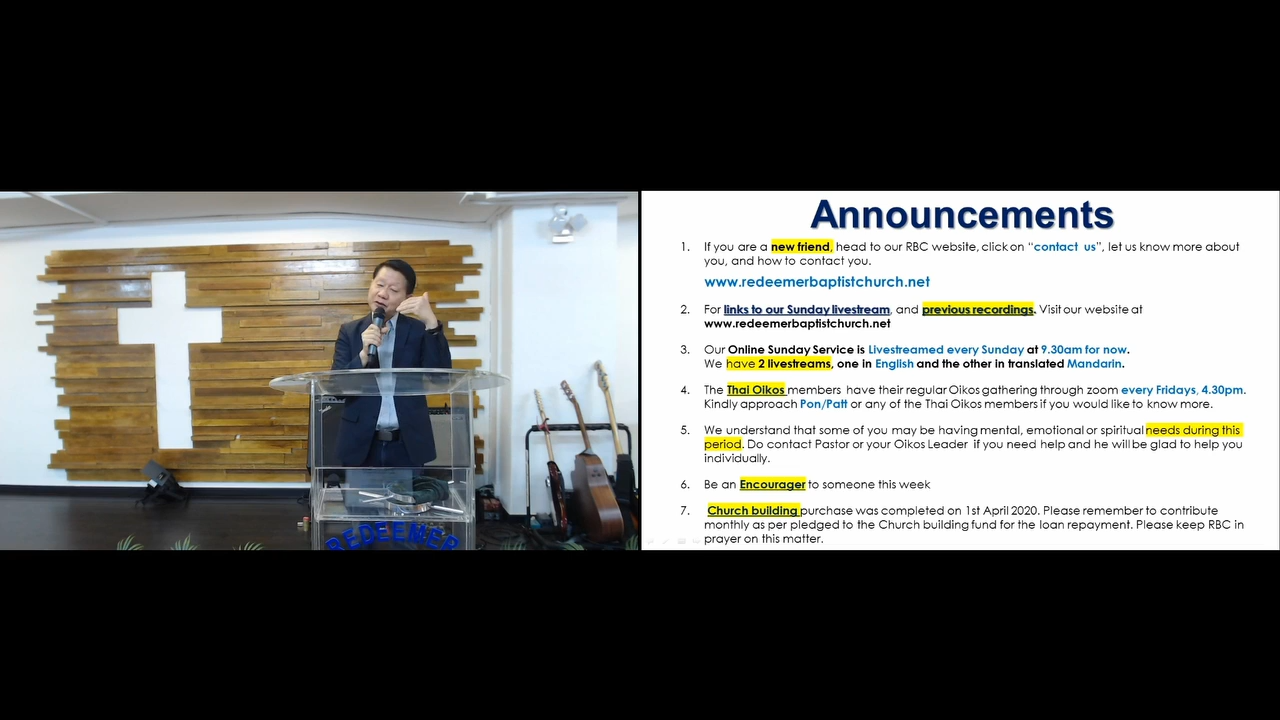 REDEEMER
Announcements
1. If you are a new friend, head to our RBC website, click on “contact us”, let us know more about
you, and how to contact you.
www.redeemerbaptistchurch.net
2. For links to our Sunday livestream, and previous recordings. Visit our website at
www.redeemerbaptistchurch.net
3. Our Online Sunday Service is Livestreamed every Sunday at 9.30am for now.
We have 2 livestreams, one in English and the other in translated Mandarin.
4. The Thai Oikos members have their regular Oikos gathering through zoom every Fridays, 4.30pm.
Kindly approach Pon/Patt or any of the Thai Oikos members if you would like to know more.
5. We understand that some of you may be having mental, emotional or spiritual needs during this
period. Do contact Pastor or your Oikos Leader if you need help and he will be glad to help you
individually.
6. Be an Encourager to someone this week
7. Church building purchase was completed on 1st April 2020. Please remember to contribute
monthly as per pledged to the Church building fund for the loan repayment. Please keep RBC in
prayer on this matter.